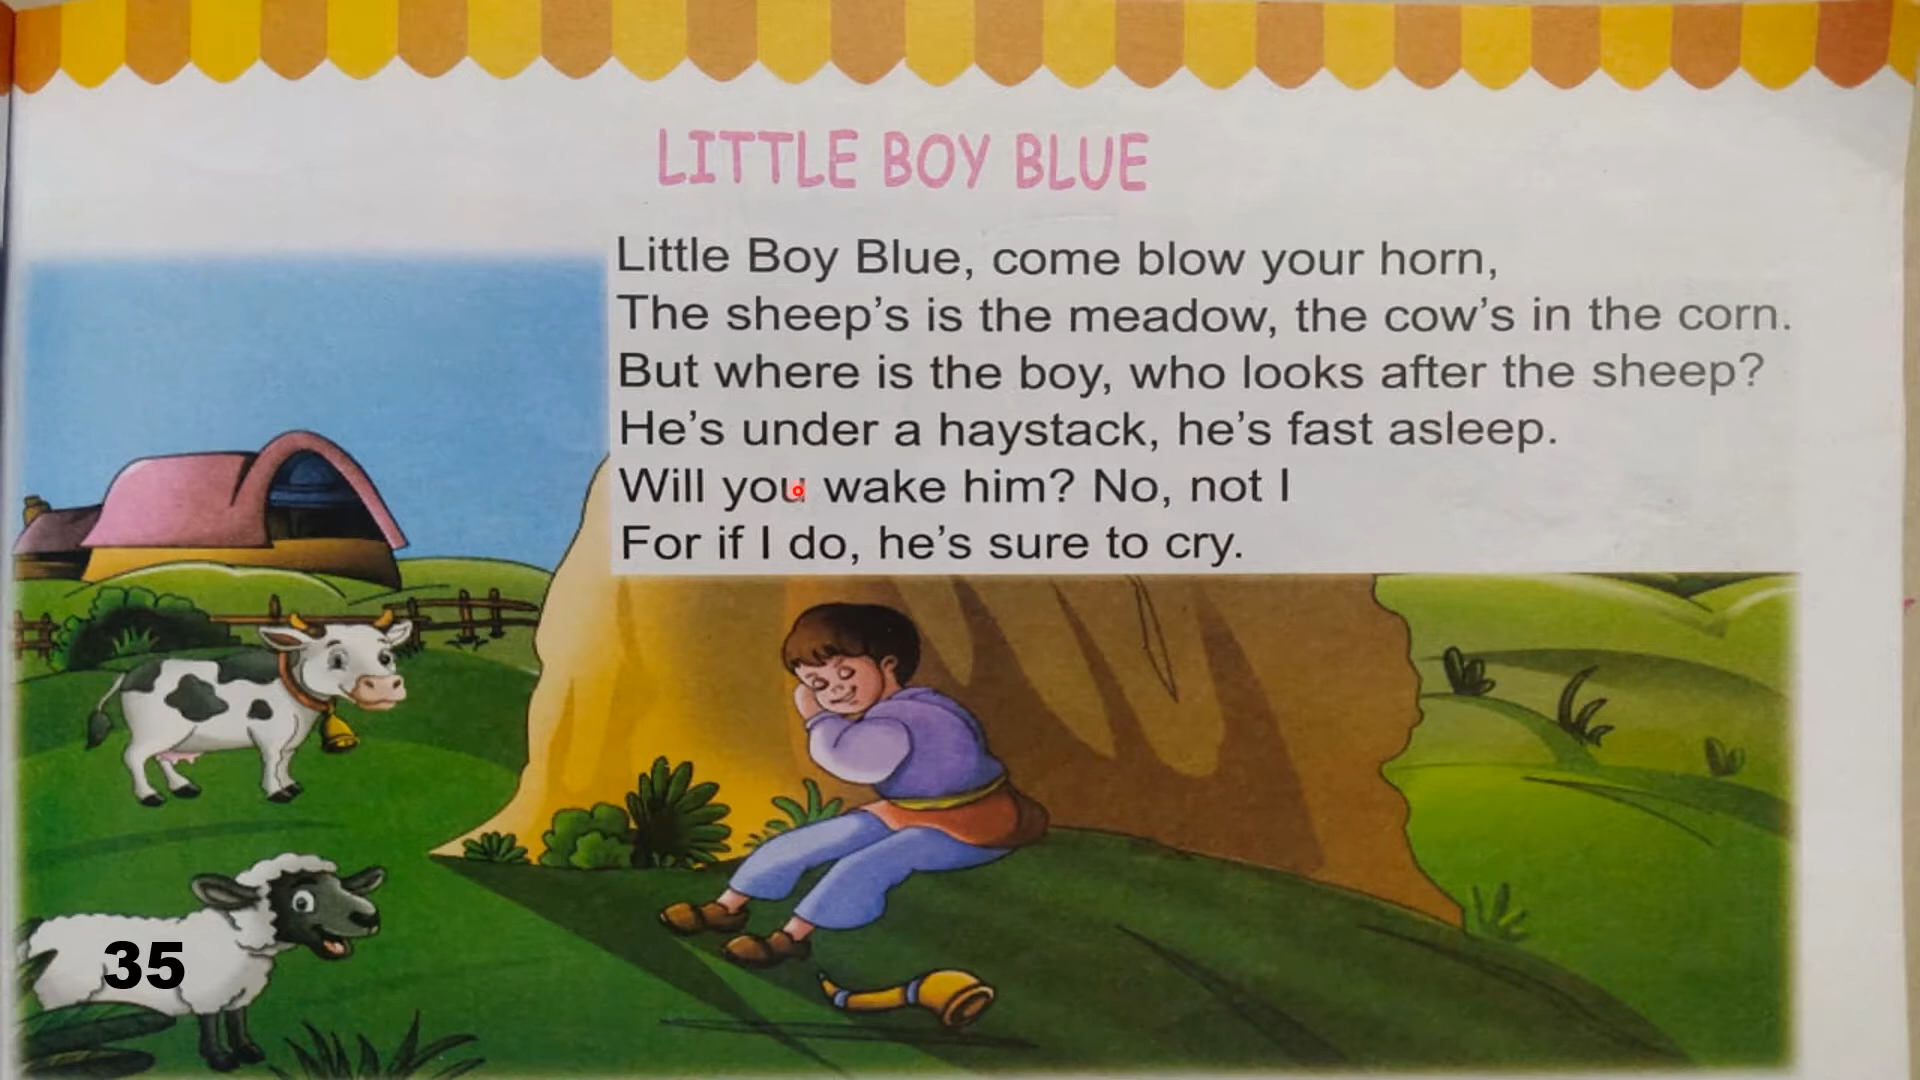 LITTLE BOY BLUE
Little Boy Blue, come blow your horn,
The sheep’s is the meadow, the cow’s in the corn.
But where is the boy, who looks after the sheep?
He’s under a haystack, he’s fast asleep.
Will you wake him? No, not I
For if I do, he’s sure to cry.
35